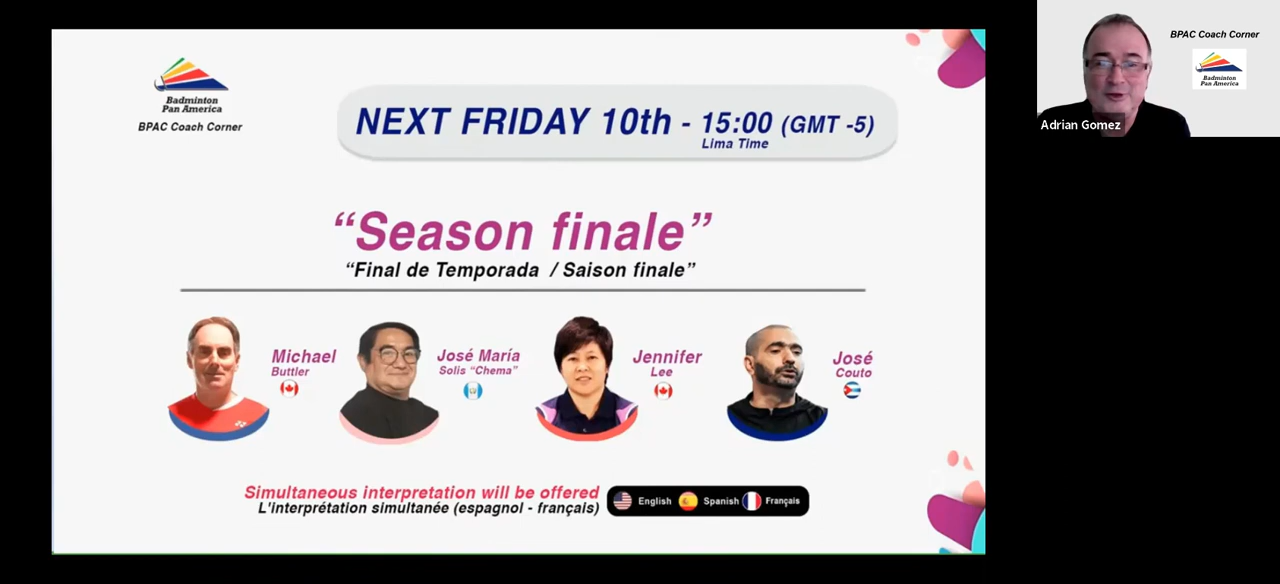 Badminton
Pan America
BPAC Coach Corner
NEXT FRIDAY 10th - 15:00 (GMT -5)
Lima Time
“Season finale”
“Final de Temporada / Saison finale”
Michael
Buttler
José María
Solis “Chema”
Jennifer
Lee
José
Couto
Simultaneous interpretation will be offered
L'interprétation simultanée (espagnol - français)
English Spanish Français
BPAC Coach Corner
Badminton
Pan America
Adrian Gomez